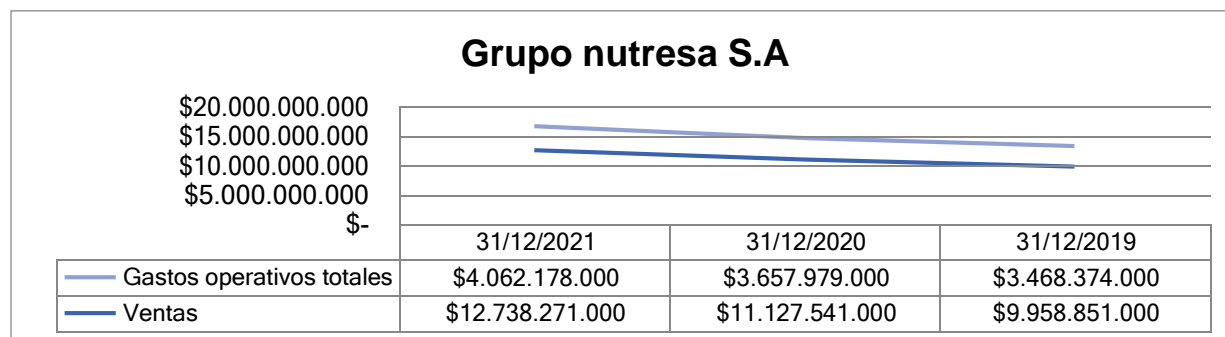 Grupo nutresa S.A
$20.000.000.000
$15.000.000.000
$10.000.000.000
$5.000.000.000
$-
31/12/2021 31/12/2020 31/12/2019
Gastos operativos totales $4.062.178.000 $3.657.979.000 $3.468.374.000
Ventas $12.738.271.000 $11.127.541.000 $9.958.851.000